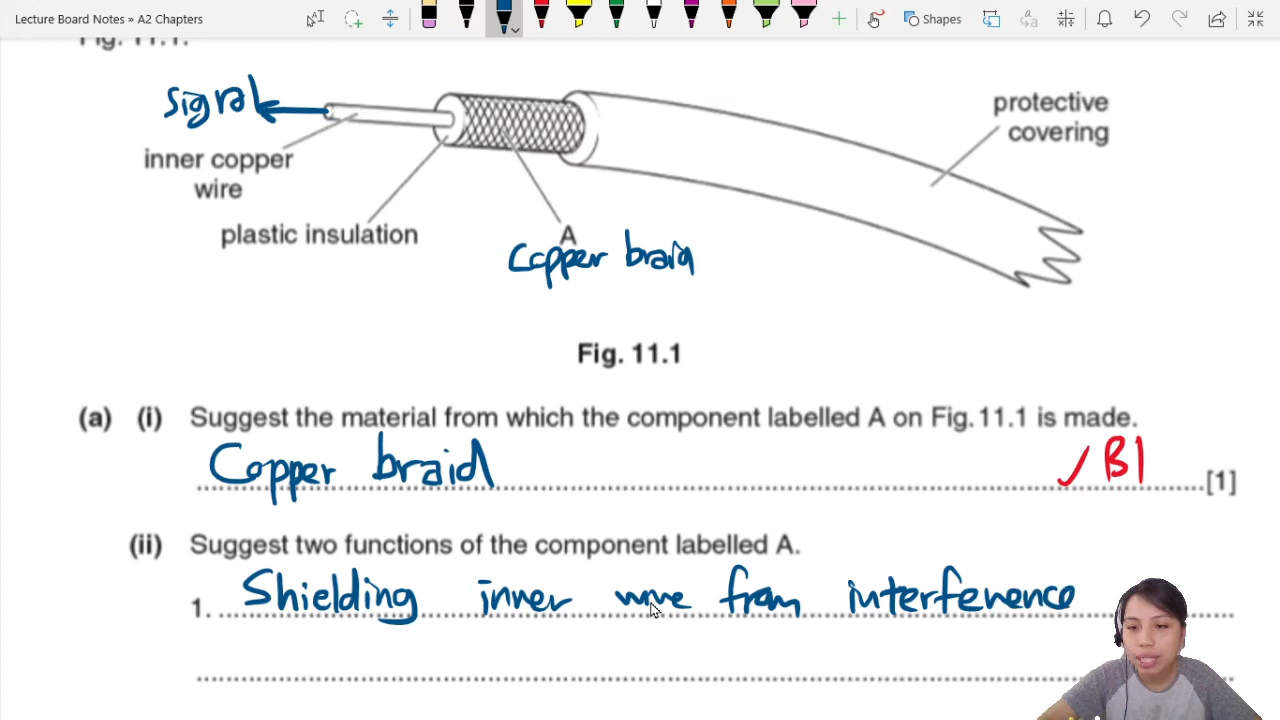 Lecture Board Notes » A2 Chapters
Shapes
Fig. 11.1.
signal
protective
covering
inner copper
wire
plastic insulation
A
Copper braid
Fig. 11.1
(a) (i) Suggest the material from which the component labelled A on Fig. 11.1 is made.
Copper braid ✓ B1
[1]
(ii) Suggest two functions of the component labelled A.
1. Shielding inner wire from interference